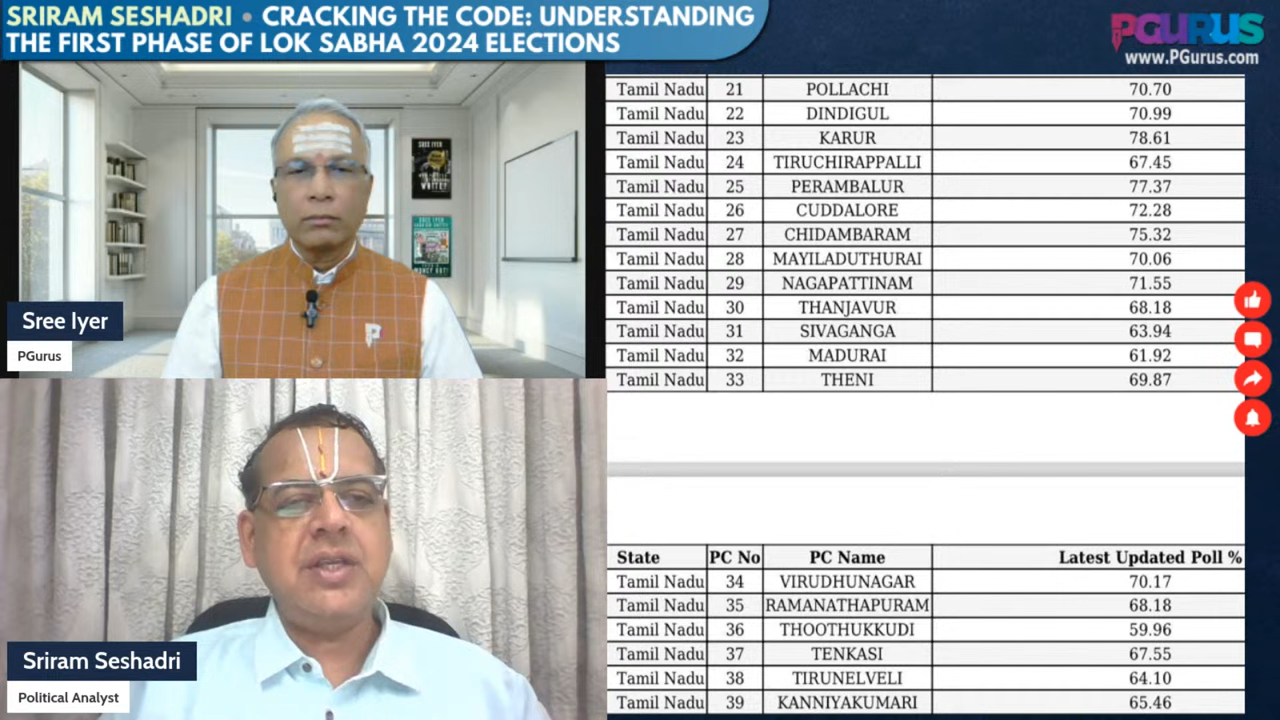 SRIRAM SESHADRI • CRACKING THE CODE: UNDERSTANDING
THE FIRST PHASE OF LOK SABHA 2024 ELECTIONS
PGURUS
www.PGurus.com
SREE IYER
SREE IYER
Sree Iyer
PGurus
Sriram Seshadri
Political Analyst
Tamil Nadu 21 POLLACHI 70.70
Tamil Nadu 22 DINDIGUL 70.99
Tamil Nadu 23 KARUR 78.61
Tamil Nadu 24 TIRUCHIRAPPALLI 67.45
Tamil Nadu 25 PERAMBALUR 77.37
Tamil Nadu 26 CUDDALORE 72.28
Tamil Nadu 27 CHIDAMBARAM 75.32
Tamil Nadu 28 MAYILADUTHURAI 70.06
Tamil Nadu 29 NAGAPATTINAM 71.55
Tamil Nadu 30 THANJAVUR 68.18
Tamil Nadu 31 SIVAGANGA 63.94
Tamil Nadu 32 MADURAI 61.92
Tamil Nadu 33 THENI 69.87
State PC No PC Name Latest Updated Poll %
Tamil Nadu 34 VIRUDHUNAGAR 70.17
Tamil Nadu 35 RAMANATHAPURAM 68.18
Tamil Nadu 36 THOOTHUKKUDI 59.96
Tamil Nadu 37 TENKASI 67.55
Tamil Nadu 38 TIRUNELVELI 64.10
Tamil Nadu 39 KANNIYAKUMARI 65.46